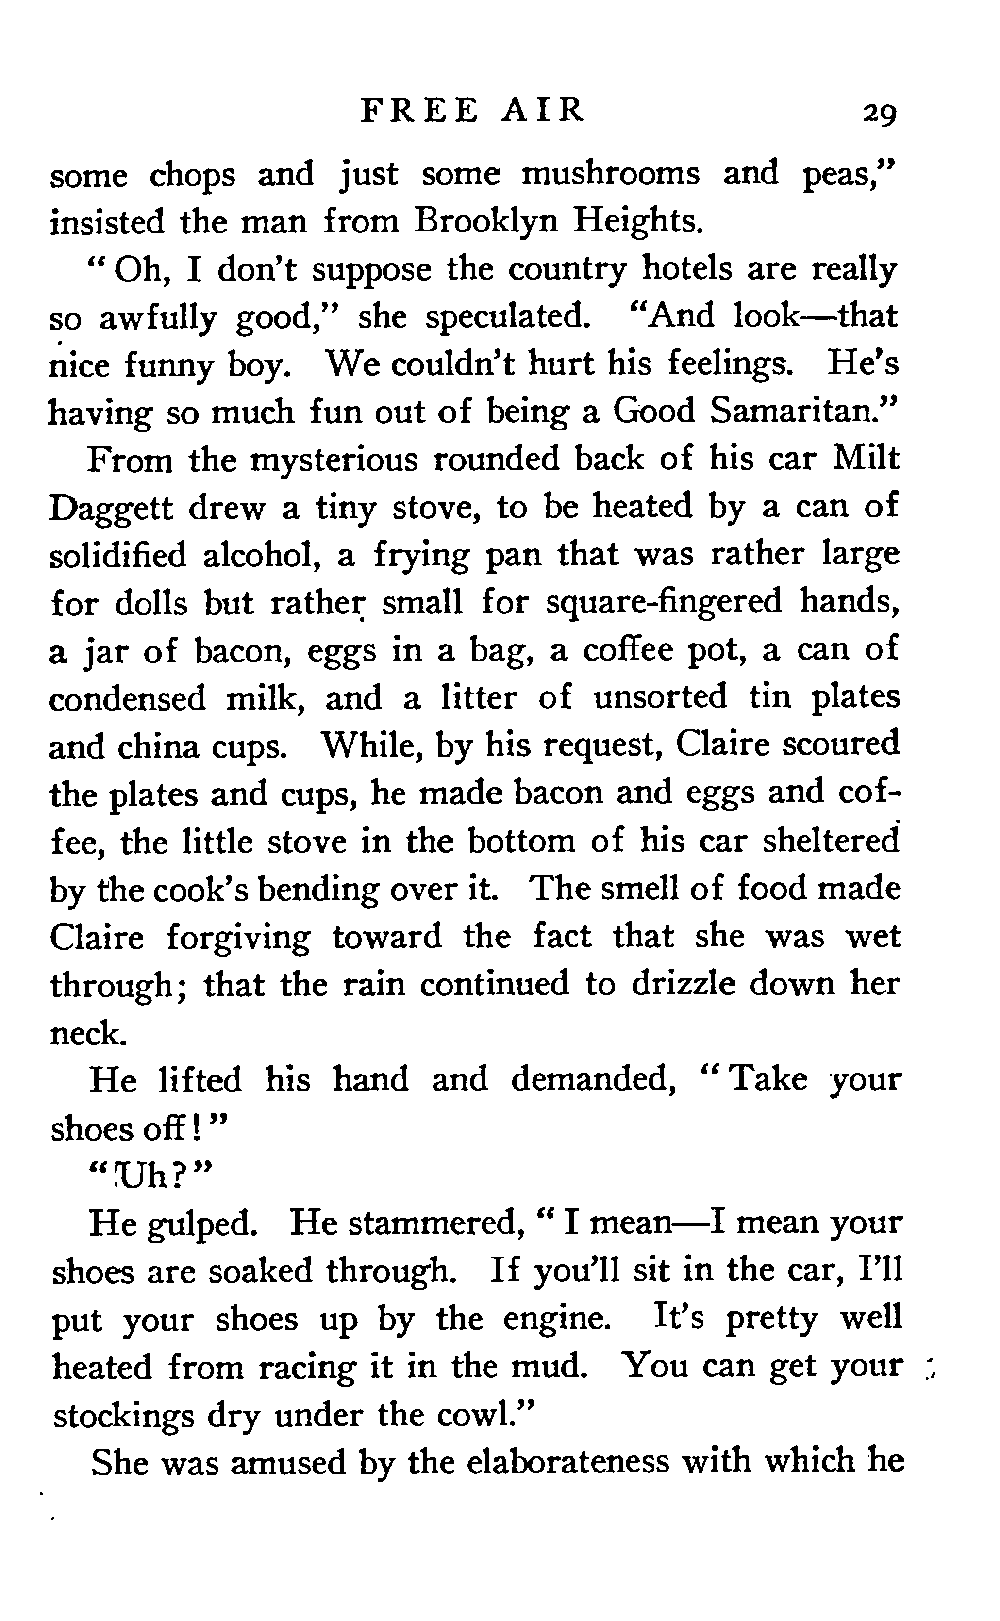 FREE AIR 29
some chops and just some mushrooms and peas,"
insisted the man from Brooklyn Heights.
"Oh, I don't suppose the country hotels are really
so awfully good," she speculated. "And look—that
nice funny boy. We couldn't hurt his feelings. He's
having so much fun out of being a Good Samaritan."
From the mysterious rounded back of his car Milt
Daggett drew a tiny stove, to be heated by a can of
solidified alcohol, a frying pan that was rather large
for dolls but rather small for square-fingered hands,
a jar of bacon, eggs in a bag, a coffee pot, a can of
condensed milk, and a litter of unsorted tin plates
and china cups. While, by his request, Claire scoured
the plates and cups, he made bacon and eggs and cof-
fee, the little stove in the bottom of his car sheltered
by the cook's bending over it. The smell of food made
Claire forgiving toward the fact that she was wet
through; that the rain continued to drizzle down her
neck.
He lifted his hand and demanded, "Take your
shoes off!"
"Uh?"
He gulped. He stammered, "I mean—I mean your
shoes are soaked through. If you'll sit in the car, I'll
put your shoes up by the engine. It's pretty well
heated from racing it in the mud. You can get your
stockings dry under the cowl."
She was amused by the elaborateness with which he